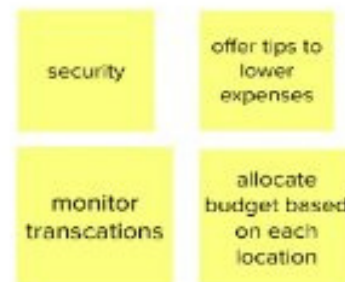 security
offer tips to
lower
expenses
monitor
transcations
allocate
budget based
on each
location